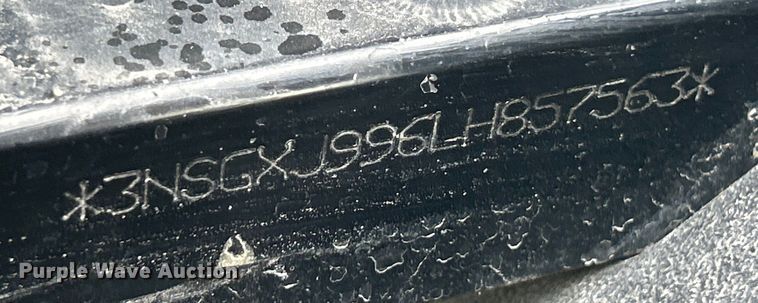 *3NSGXJ996LH857563*
Purple Wave Auction